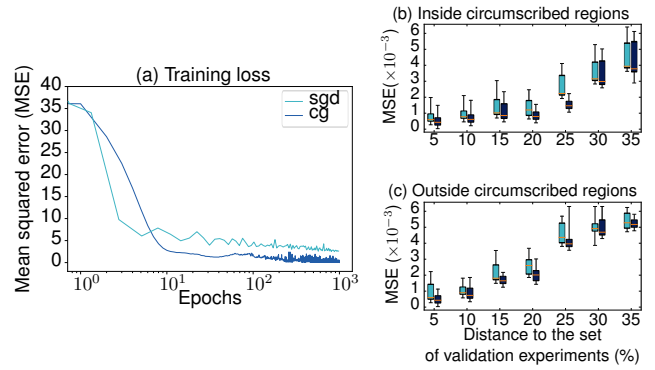 (a) Training loss
Mean squared error (MSE)
40
35
30
25
20
15
10
5
0
sgd
cg
10⁰
10¹
10²
10³
Epochs
(b) Inside circumscribed regions
MSE(×10⁻³)
6
5
4
3
2
1
0
5% 10% 15% 20% 25% 30% 35%
(c) Outside circumscribed regions
MSE (×10⁻³)
6
5
4
3
2
1
0
5% 10% 15% 20% 25% 30% 35%
Distance to the set
of validation experiments (%)